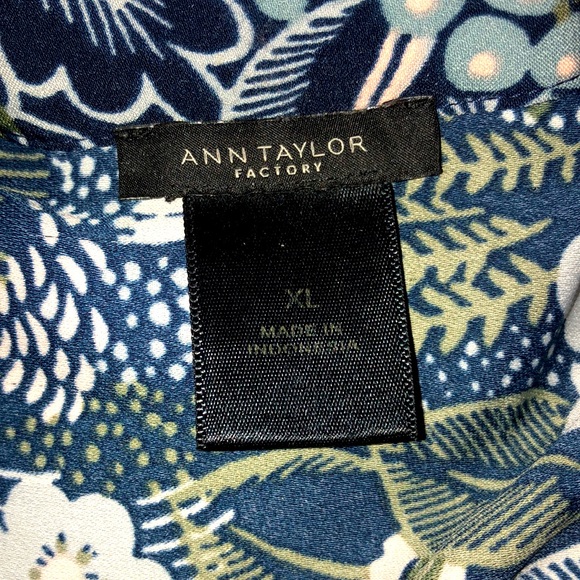 ANN TAYLOR
FACTORY
XL
MADE IN
INDONESIA